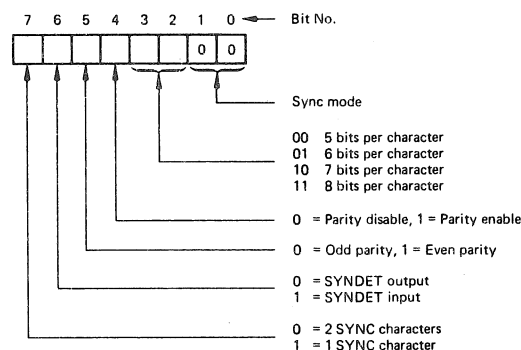 7 6 5 4 3 2 1 0 Bit No.
0 0
Sync mode
00 5 bits per character
01 6 bits per character
10 7 bits per character
11 8 bits per character
0 = Parity disable, 1 = Parity enable
0 = Odd parity, 1 = Even parity
0 = SYNDET output
1 = SYNDET input
0 = 2 SYNC characters
1 = 1 SYNC character